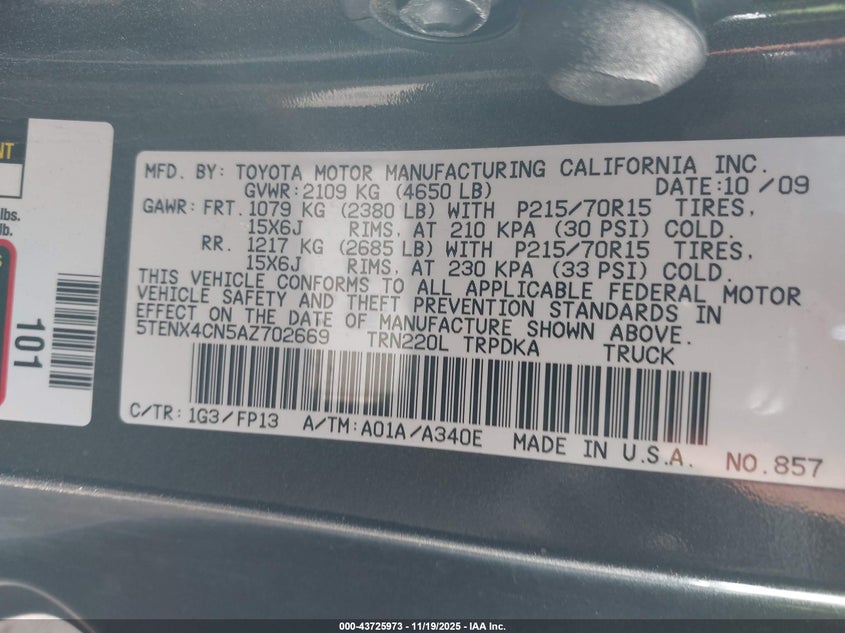 NT
lbs.
lb.
S
101
MFD. BY: TOYOTA MOTOR MANUFACTURING CALIFORNIA INC.
GVWR: 2109 KG (4650 LB) DATE: 10 /09
GAWR: FRT. 1079 KG (2380 LB) WITH P215/70R15 TIRES,
15X6J RIMS, AT 210 KPA (30 PSI) COLD.
RR. 1217 KG (2685 LB) WITH P215/70R15 TIRES,
15X6J RIMS, AT 230 KPA (33 PSI) COLD.
THIS VEHICLE CONFORMS TO ALL APPLICABLE FEDERAL MOTOR
VEHICLE SAFETY AND THEFT PREVENTION STANDARDS IN
EFFECT ON THE DATE OF MANUFACTURE SHOWN ABOVE.
5TENX4CN5AZ702669 TRN220L TRPDKA TRUCK
C/TR: 1G3/FP13 A/TM: A01A/A340E MADE IN U.S.A. NO.857
000-43725973 - 11/19/2025 - IAA Inc.